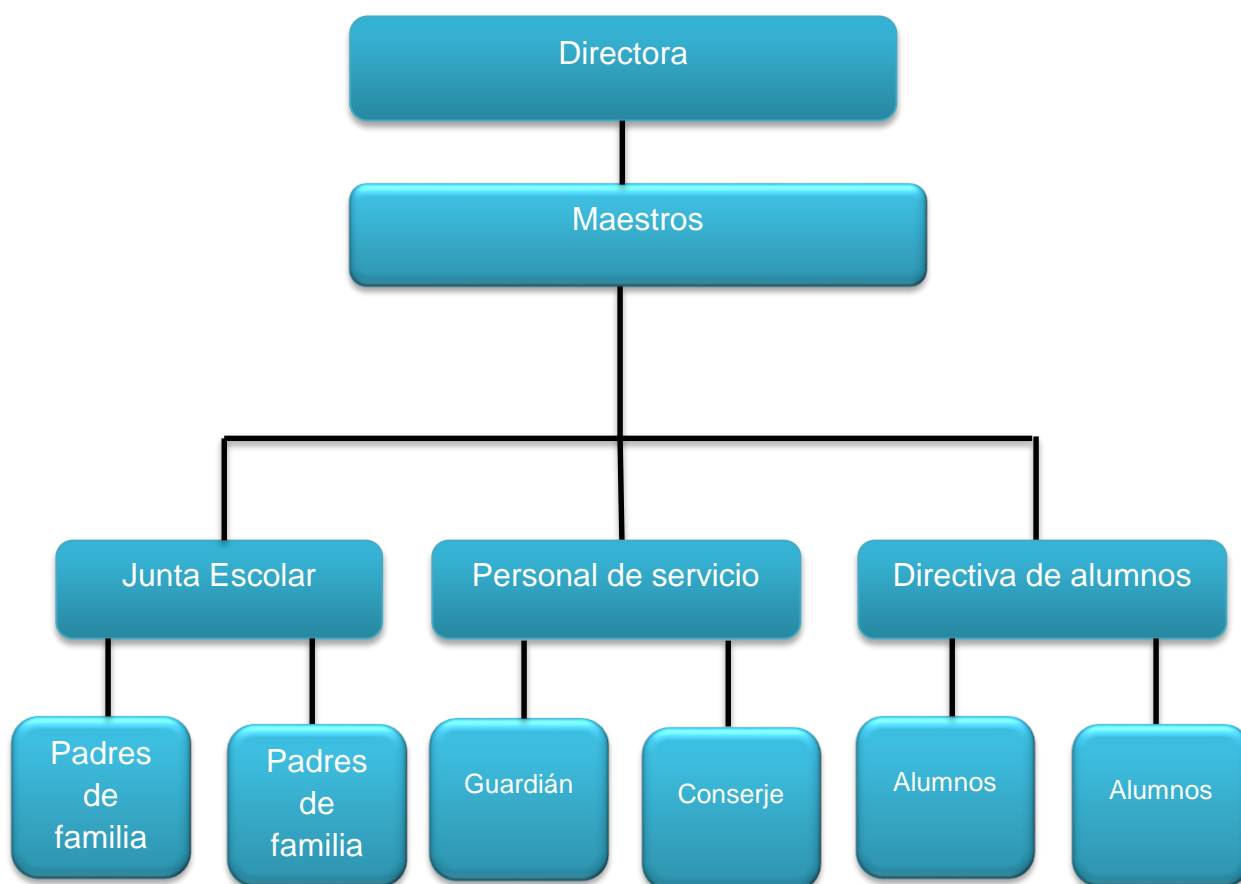 Directora
Maestros
Junta Escolar
Personal de servicio
Directiva de alumnos
Padres
de
familia
Padres
de
familia
Guardián
Conserje
Alumnos
Alumnos